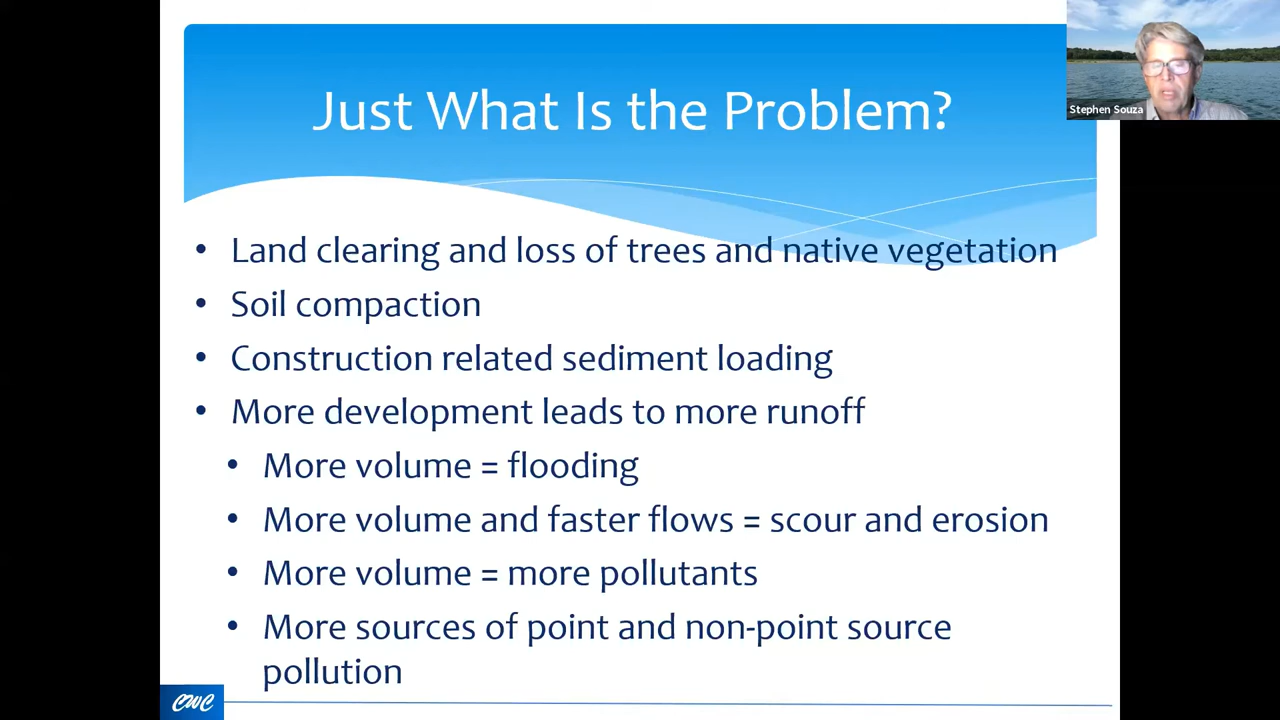 Just What Is the Problem?
Stephen Souza
• Land clearing and loss of trees and native vegetation
• Soil compaction
• Construction related sediment loading
• More development leads to more runoff
• More volume = flooding
• More volume and faster flows = scour and erosion
• More volume = more pollutants
• More sources of point and non-point source
pollution
CWC